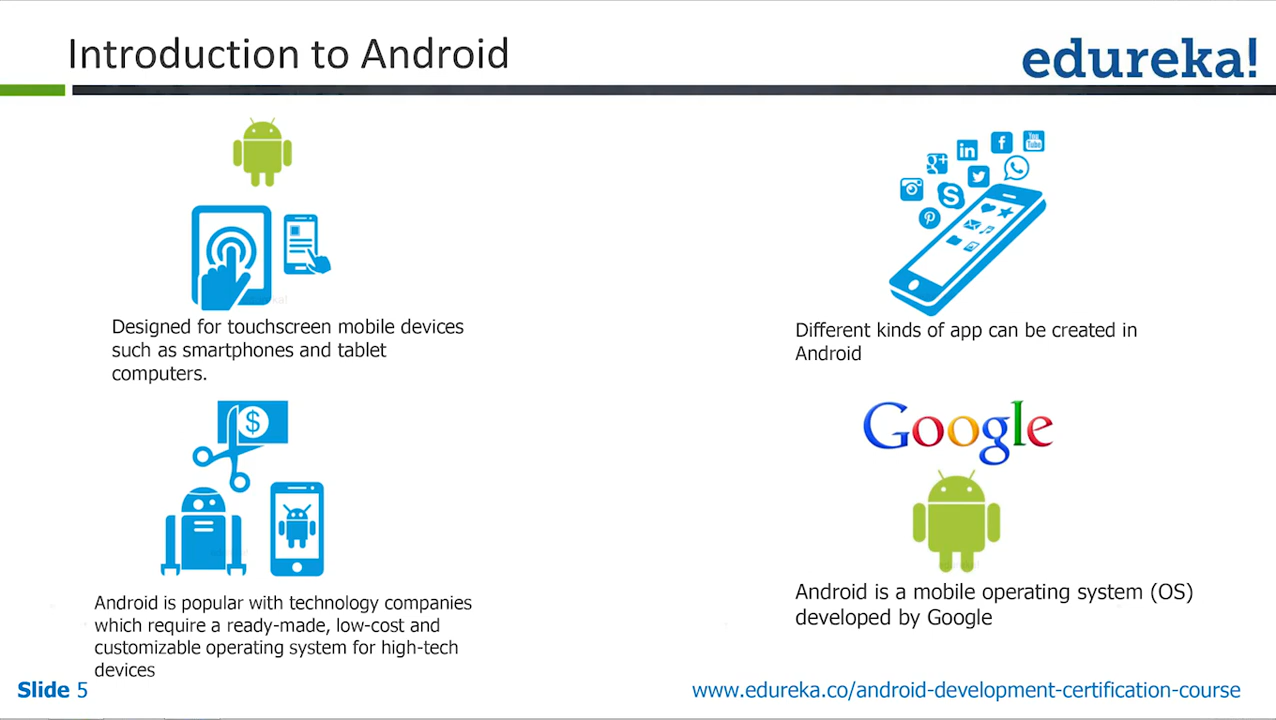 Introduction to Android
edureka!
Designed for touchscreen mobile devices
such as smartphones and tablet
computers.
Different kinds of app can be created in
Android
Android is popular with technology companies
which require a ready-made, low-cost and
customizable operating system for high-tech
devices
Google
Android is a mobile operating system (OS)
developed by Google
Slide 5
www.edureka.co/android-development-certification-course